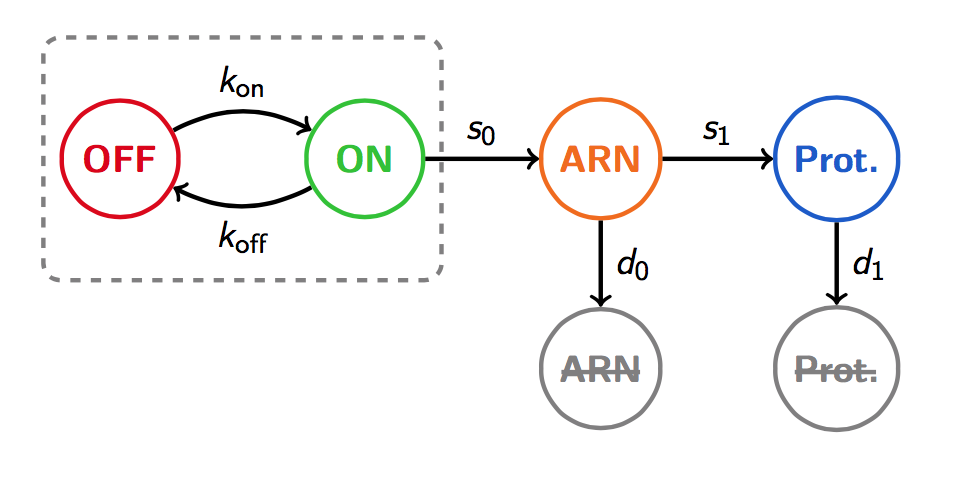 k_on
OFF
ON
k_off
s_0
ARN
s_1
Prot.
d_0
d_1
ARN
Prot.